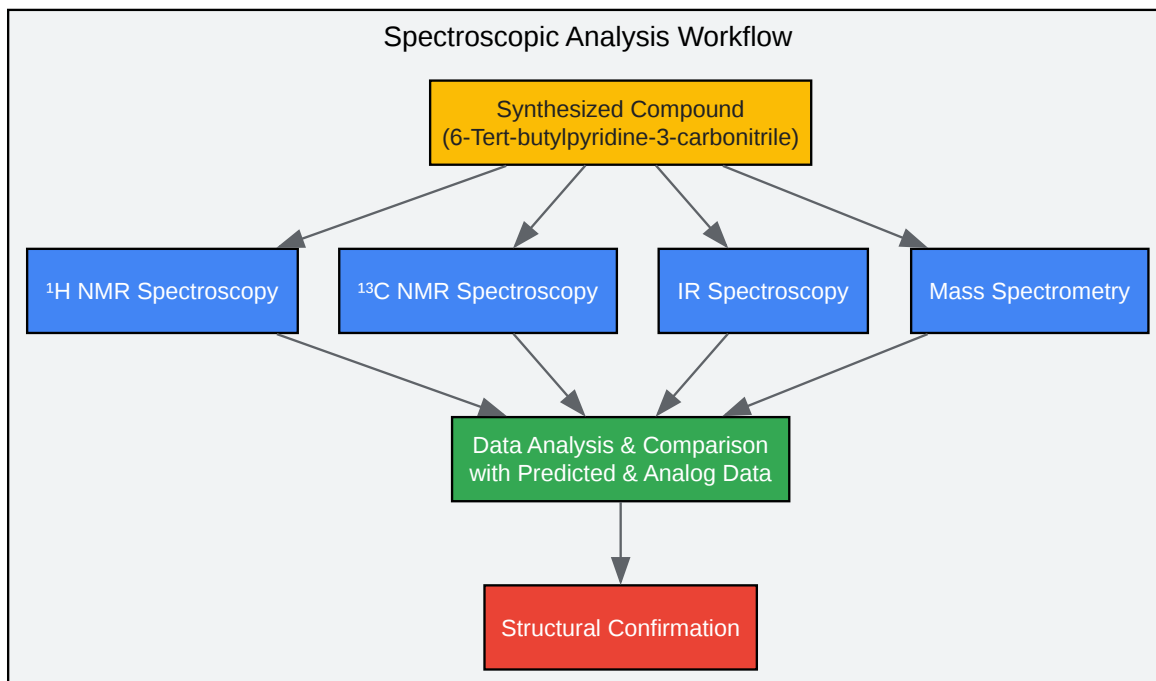 Spectroscopic Analysis Workflow
Synthesized Compound
(6-Tert-butylpyridine-3-carbonitrile)
¹H NMR Spectroscopy
¹³C NMR Spectroscopy
IR Spectroscopy
Mass Spectrometry
Data Analysis & Comparison
with Predicted & Analog Data
Structural Confirmation